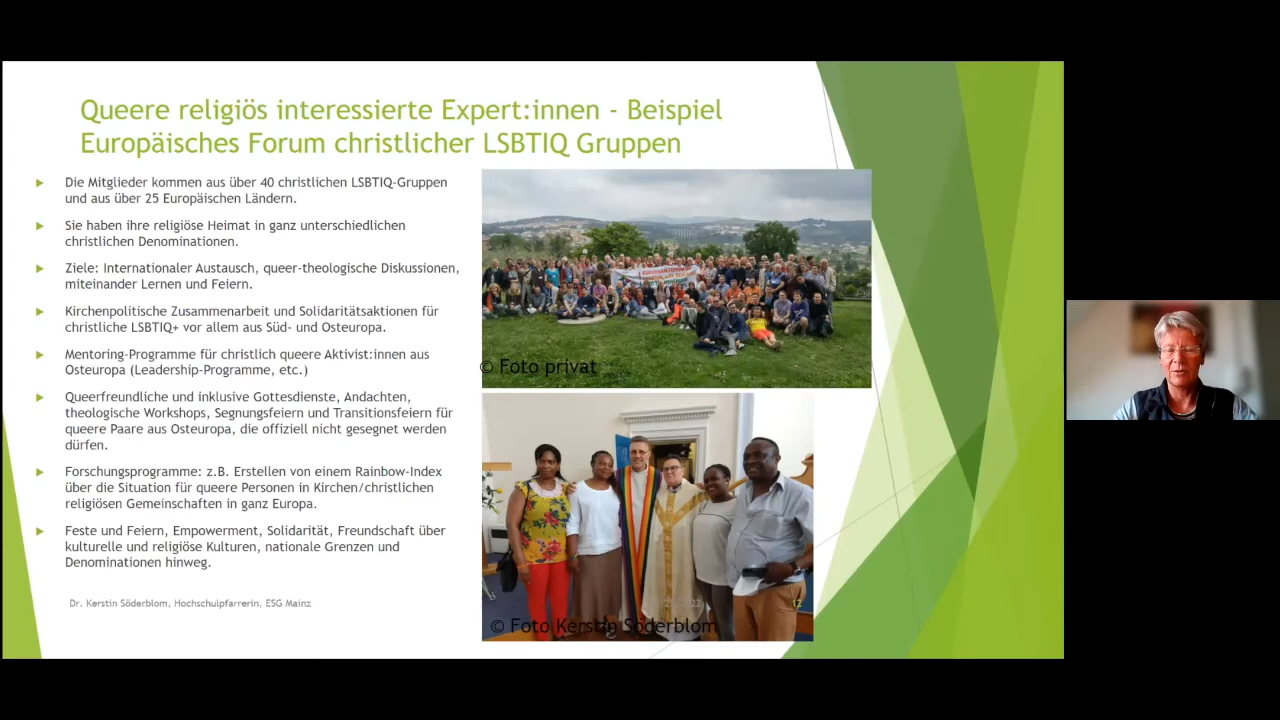 Queere religiös interessierte Expert:innen - Beispiel
Europäisches Forum christlicher LSBTIQ Gruppen
Die Mitglieder kommen aus über 40 christlichen LSBTIQ-Gruppen
und aus über 25 Europäischen Ländern.
Sie haben ihre religiöse Heimat in ganz unterschiedlichen
christlichen Denominationen.
Ziele: Internationaler Austausch, queer-theologische Diskussionen,
miteinander Lernen und Feiern.
Kirchenpolitische Zusammenarbeit und Solidaritätsaktionen für
christliche LSBTIQ+ vor allem aus Süd- und Osteuropa.
Mentoring-Programme für christlich queere Aktivist:innen aus
Osteuropa (Leadership-Programme, etc.)
Queerfreundliche und inklusive Gottesdienste, Andachten,
theologische Workshops, Segnungsfeiern und Transitionsfeiern für
queere Paare aus Osteuropa, die offiziell nicht gesegnet werden
dürfen.
Forschungsprogramme: z.B. Erstellen von einem Rainbow-Index
über die Situation für queere Personen in Kirchen/christlichen
religiösen Gemeinschaften in ganz Europa.
Feste und Feiern, Empowerment, Solidarität, Freundschaft über
kulturelle und religiöse Kulturen, nationale Grenzen und
Denominationen hinweg.
Dr. Kerstin Söderblom, Hochschulpfarrerin, ESG Mainz
© Foto privat
12
© Foto Kerstin Söderblom